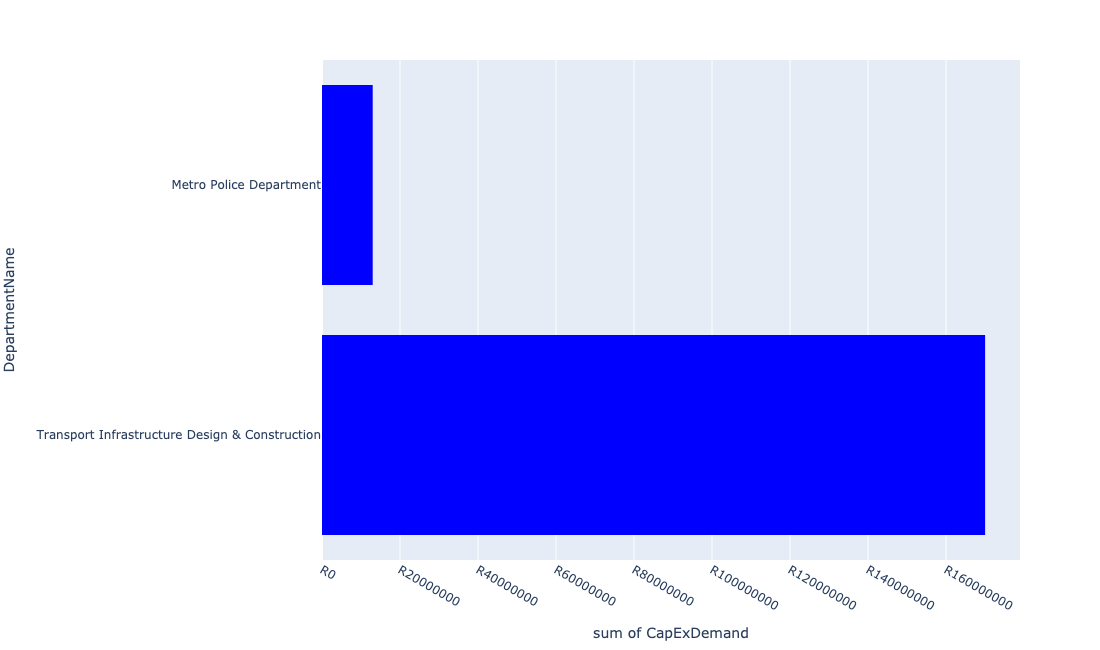 DepartmentName
Metro Police Department
Transport Infrastructure Design & Construction
R0
R20000000
R40000000
R60000000
R80000000
R100000000
R120000000
R140000000
R160000000
sum of CapExDemand